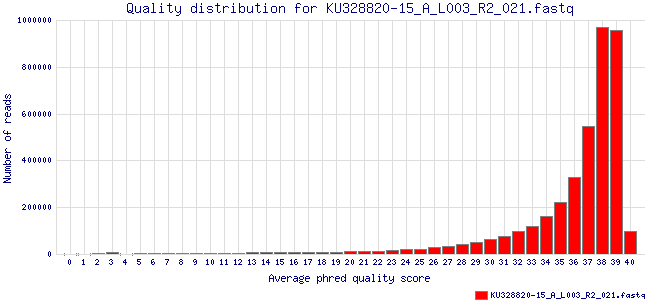 Quality distribution for KU328820-15_A_L003_R2_021.fastq
Number of reads
1000000
800000
600000
400000
200000
0
0 1 2 3 4 5 6 7 8 9 10 11 12 13 14 15 16 17 18 19 20 21 22 23 24 25 26 27 28 29 30 31 32 33 34 35 36 37 38 39 40
Average phred quality score
KU328820-15_A_L003_R2_021.fastq